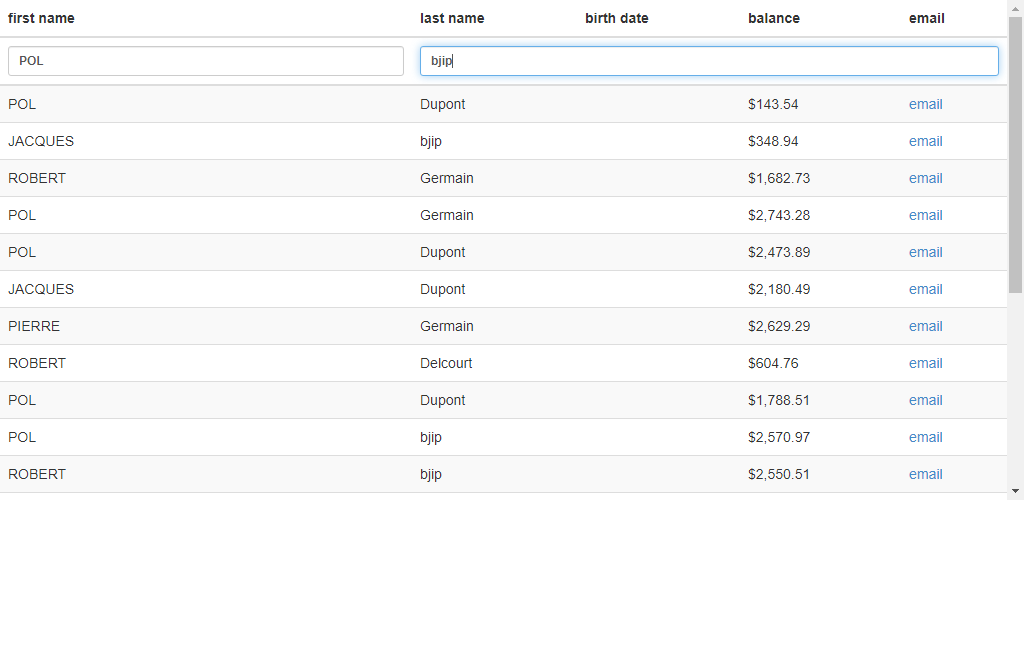 first name last name birth date balance email
POL bjip
POL Dupont $143.54 email
JACQUES bjip $348.94 email
ROBERT Germain $1,682.73 email
POL Germain $2,743.28 email
POL Dupont $2,473.89 email
JACQUES Dupont $2,180.49 email
PIERRE Germain $2,629.29 email
ROBERT Delcourt $604.76 email
POL Dupont $1,788.51 email
POL bjip $2,570.97 email
ROBERT bjip $2,550.51 email